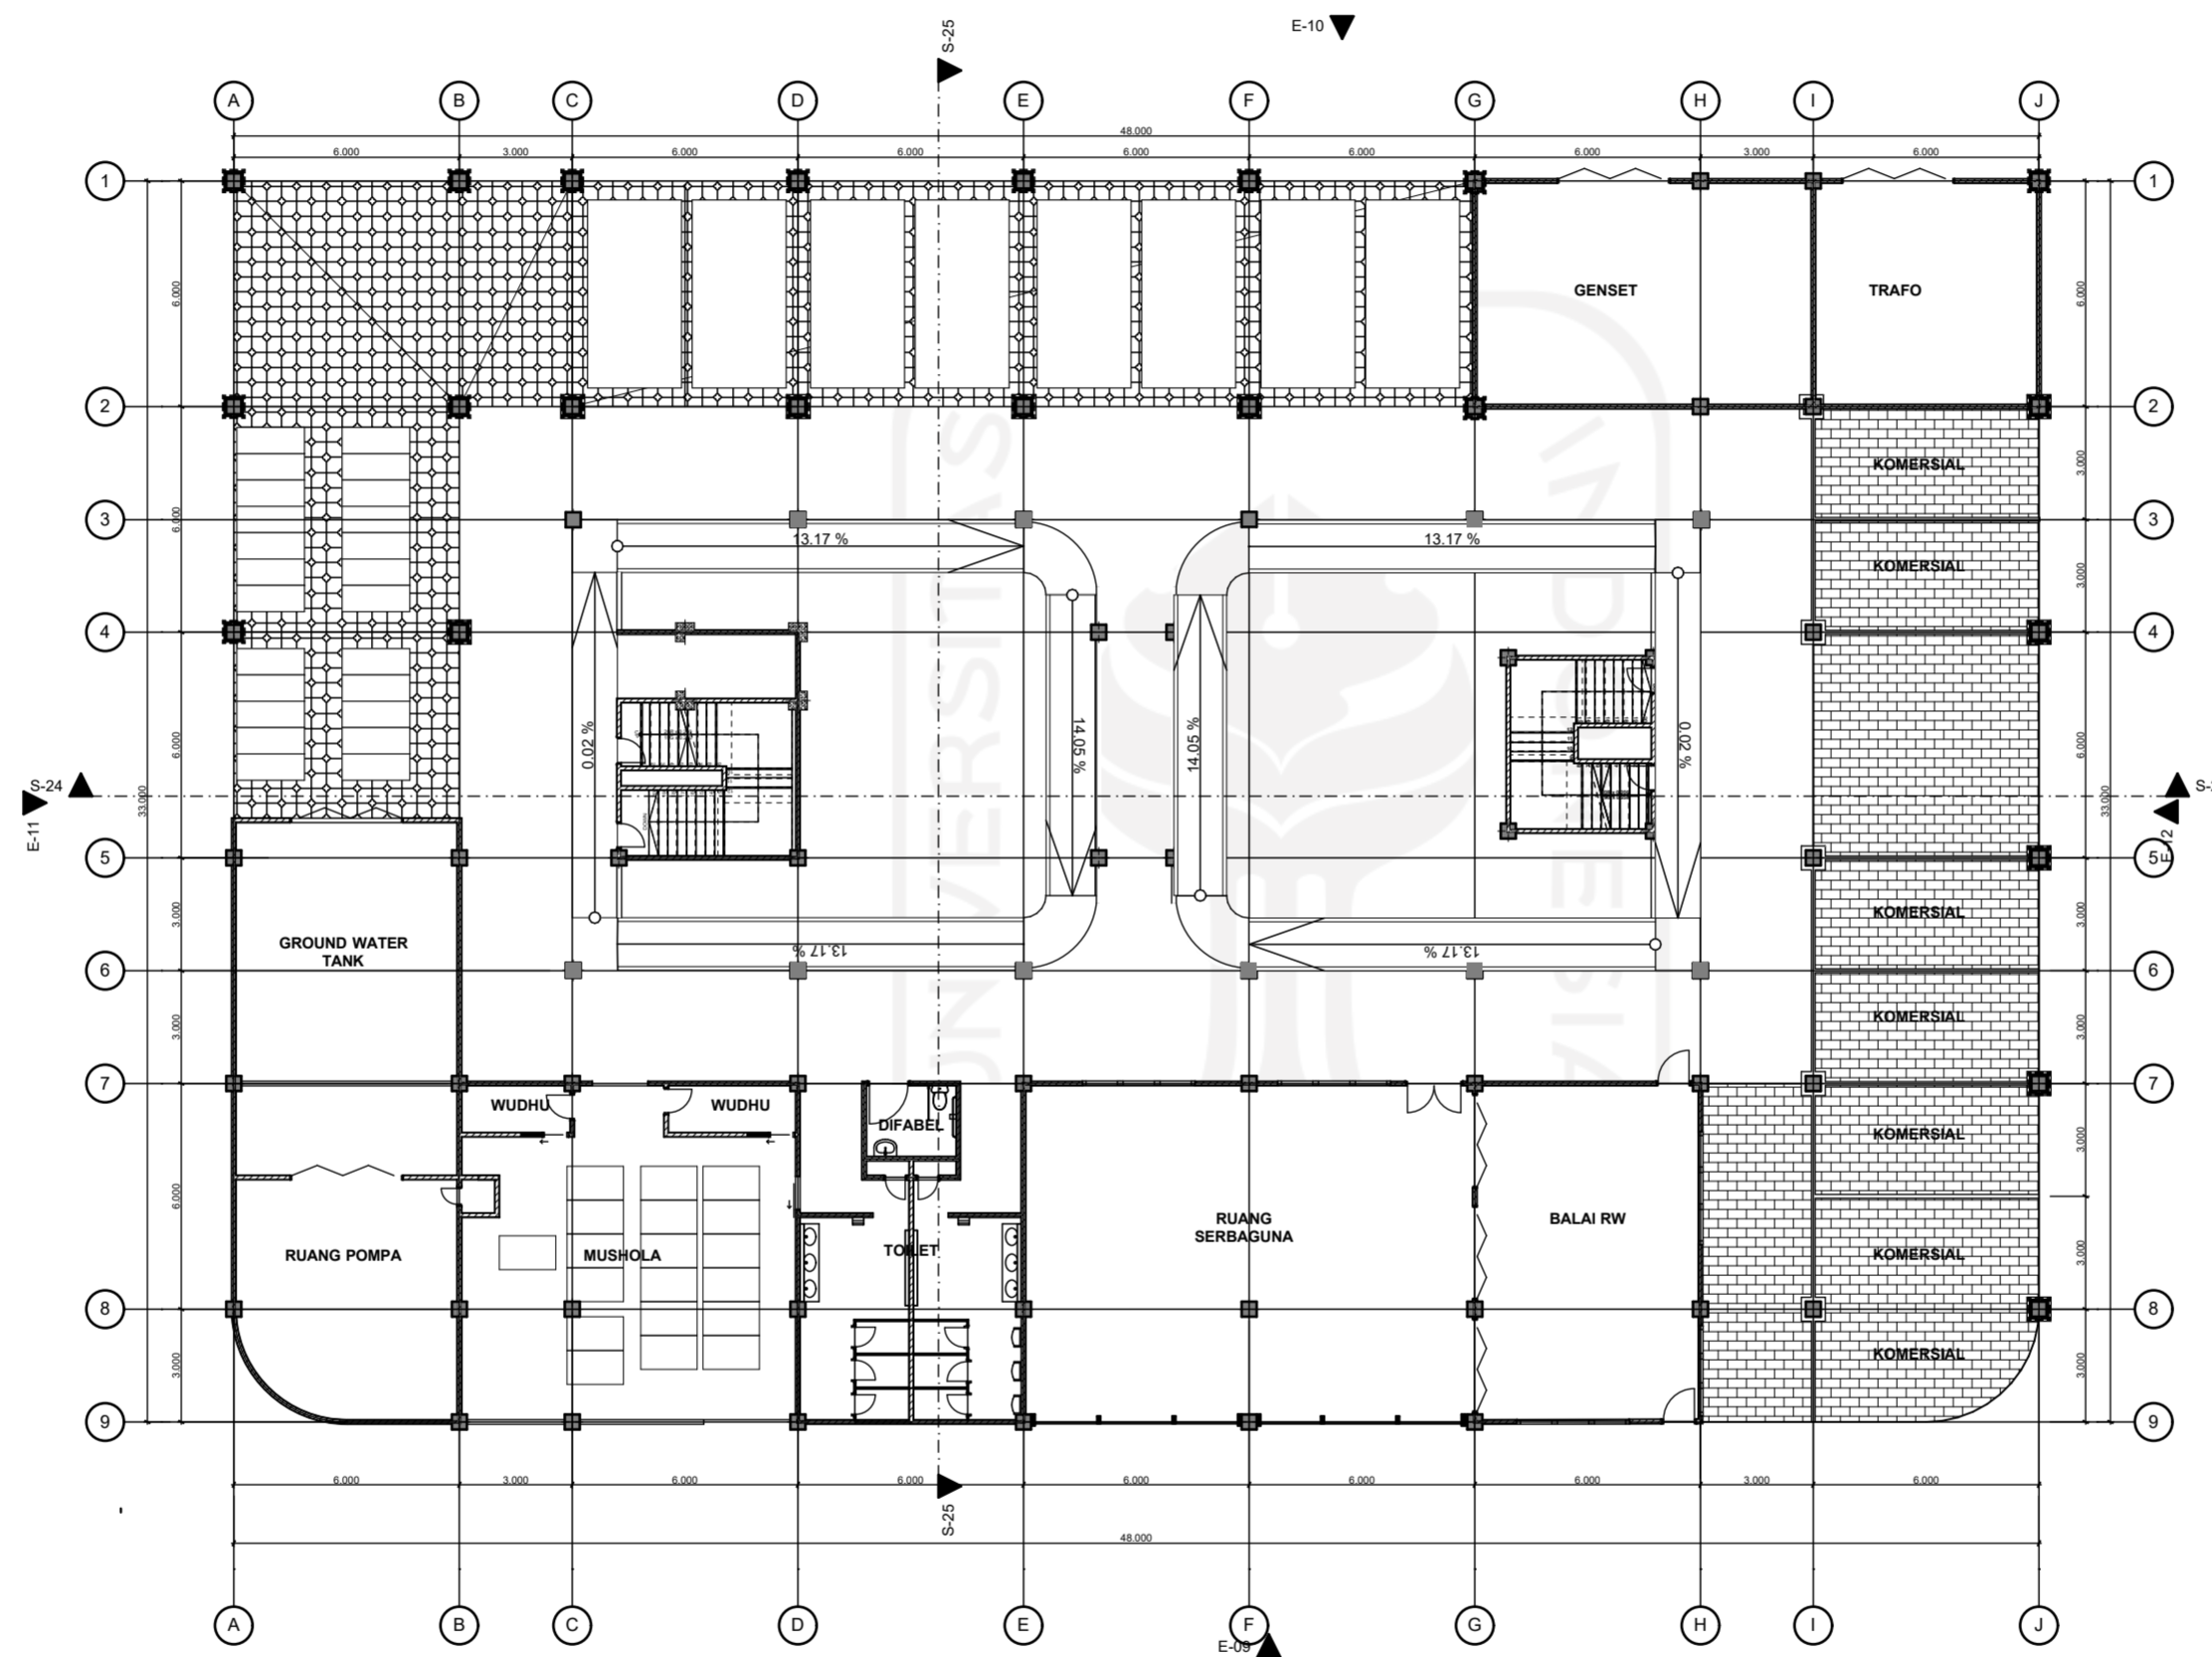 S-25
E-10
A B C D E F G H I J
48.000
6.000 3.000 6.000 6.000 6.000 6.000 6.000 3.000 6.000
1 1
GENSET TRAFO
6.000 6.000
2 2
KOMERSIAL
3.000
6.000
3 3
13.17 % 13.17 %
KOMERSIAL
3.000
4 4
0.02 % 14.05 % 14.05 % 0.02 %
6.000 6.000
S-24
E-11
33.000 33.000
E-12
5 5
KOMERSIAL
3.000 3.000
GROUND WATER
TANK
13.17 % 13.17 %
6 6
KOMERSIAL
3.000 3.000
7 7
WUDHU WUDHU
DIFABEL
KOMERSIAL
3.000
6.000
RUANG
SERBAGUNA
BALAI RW
RUANG POMPA
MUSHOLA
TOILET
KOMERSIAL
3.000
8 8
KOMERSIAL
3.000 3.000
9 9
6.000 3.000 6.000 6.000 6.000 6.000 6.000 3.000 6.000
S-25
48.000
A B C D E F G H I J
E-09
UNIVERSITAS
INDONESIA